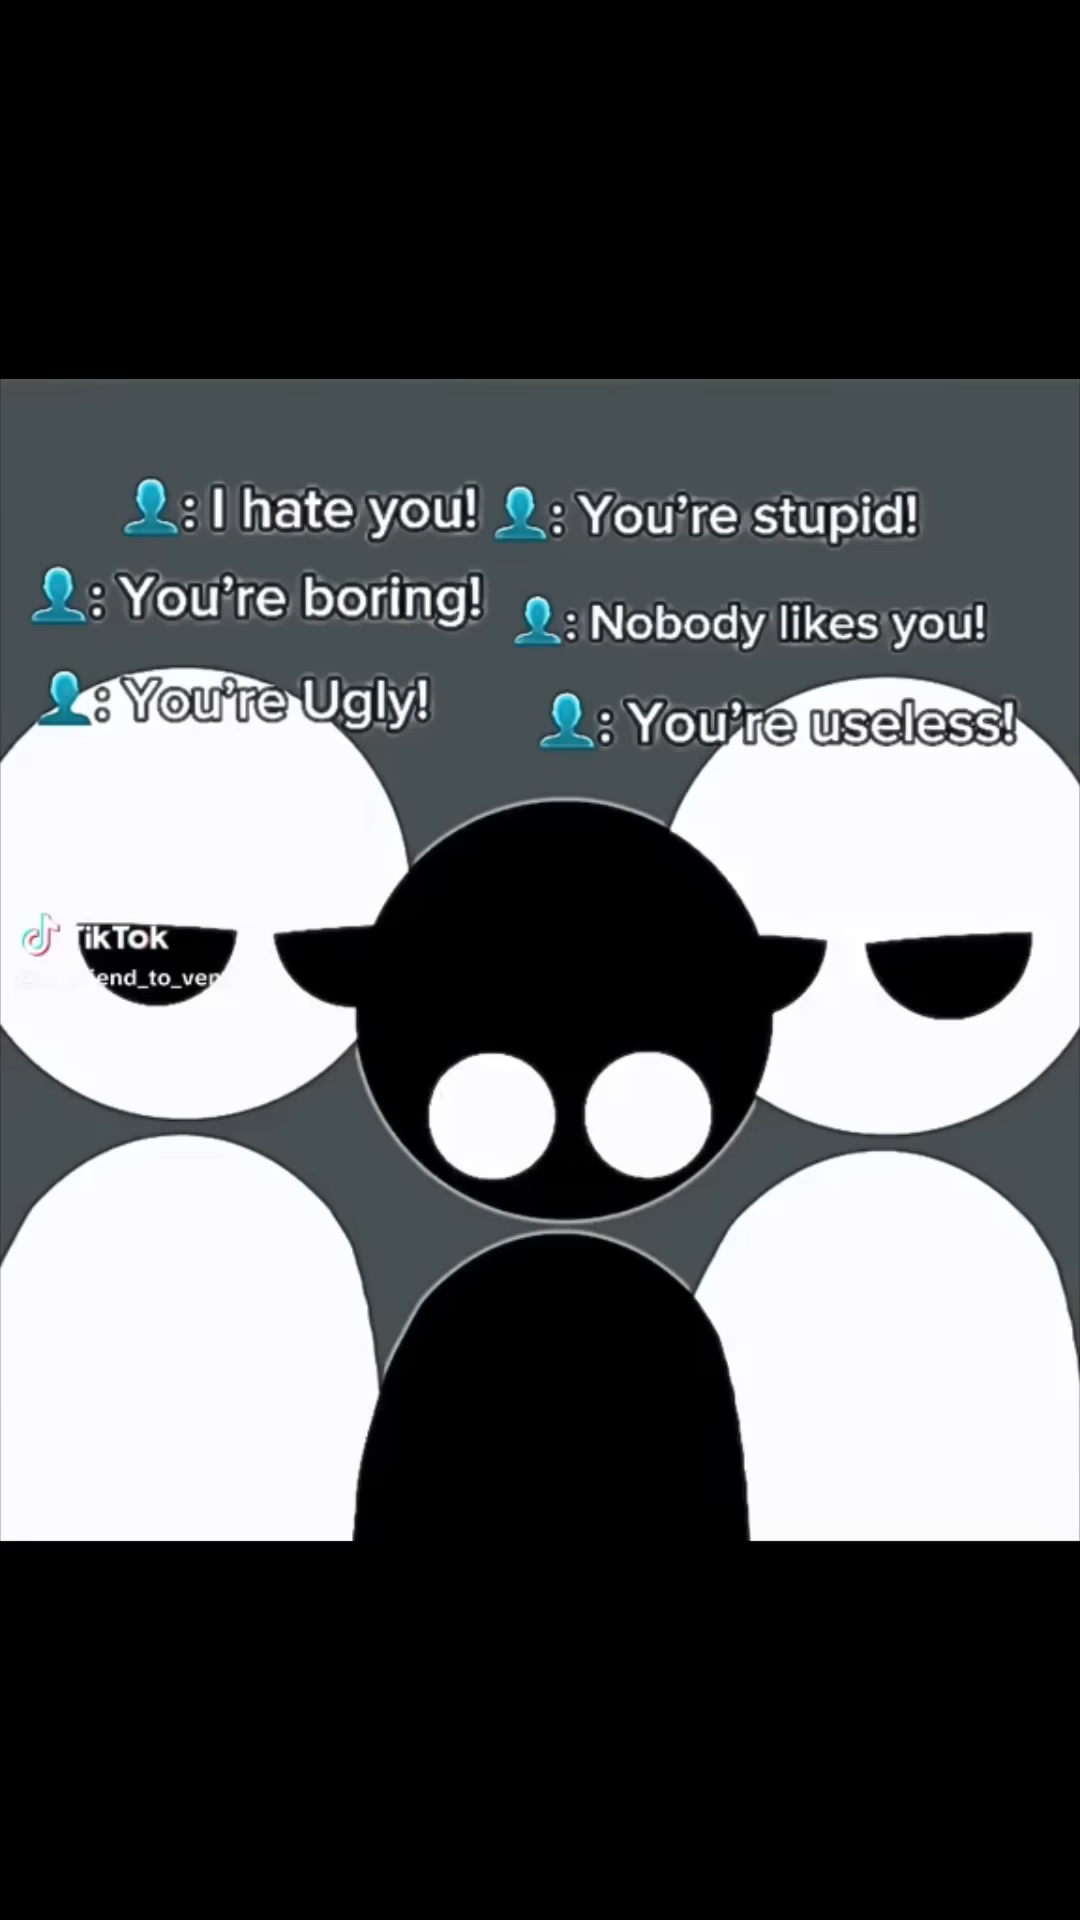 👤: I hate you!
👤: You're stupid!
👤: You're boring!
👤: Nobody likes you!
👤: You're Ugly!
👤: You're useless!
TikTok